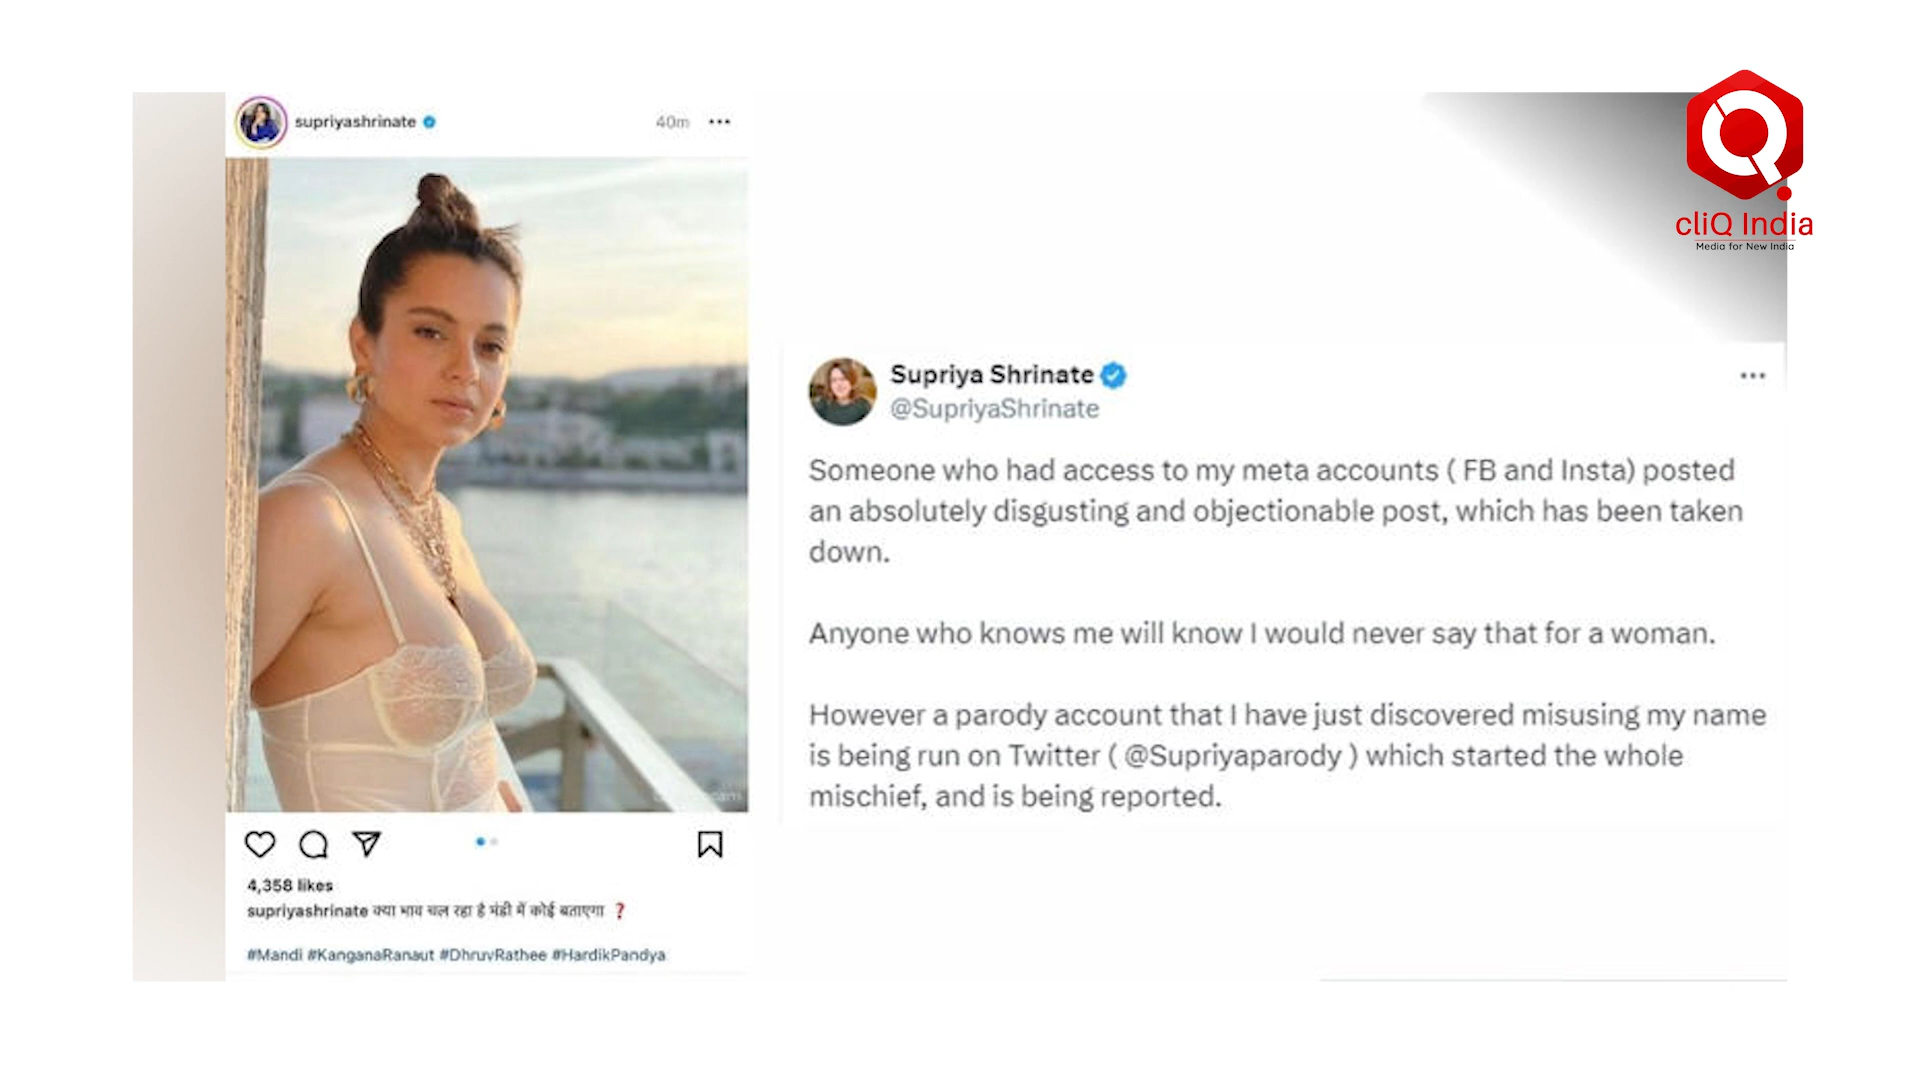 supriyashrinate
40m
cliQ India
Media for New India
Supriya Shrinate
@SupriyaShrinate
Someone who had access to my meta accounts ( FB and Insta) posted
an absolutely disgusting and objectionable post, which has been taken
down.
Anyone who knows me will know I would never say that for a woman.
However a parody account that I have just discovered misusing my name
is being run on Twitter ( @Supriyaparody ) which started the whole
mischief, and is being reported.
4,358 likes
supriyashrinate क्या भाव चल रहा है मंडी में कोई बताएगा ❓
#Mandi #KanganaRanaut #DhruvRathee #HardikPandya